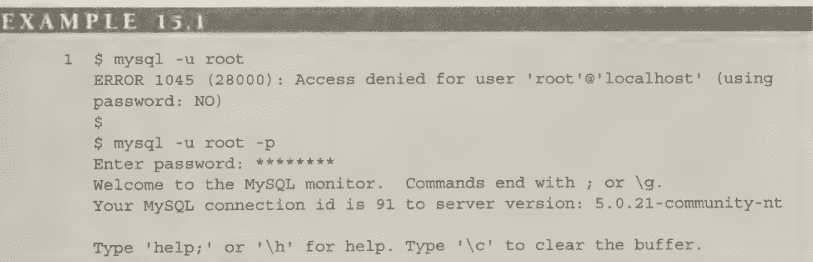 EXAMPLE 15.1
1 $ mysql -u root
ERROR 1045 (28000): Access denied for user 'root'@'localhost' (using
password: NO)
$
$ mysql -u root -p
Enter password: ********
Welcome to the MySQL monitor. Commands end with ; or \g.
Your MySQL connection id is 91 to server version: 5.0.21-community-nt
Type 'help;' or '\h' for help. Type '\c' to clear the buffer.